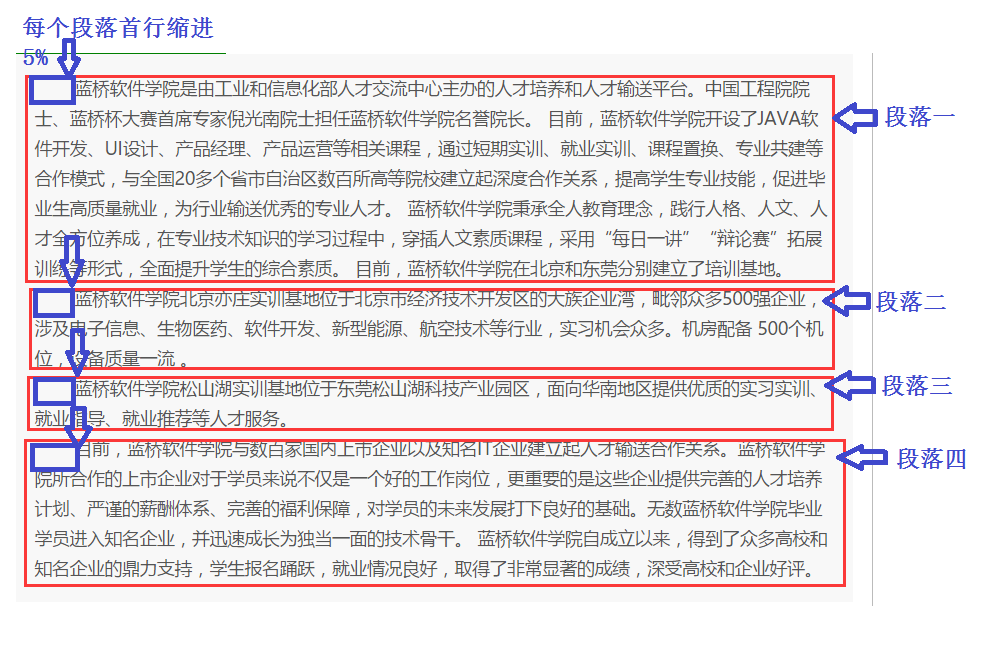 每个段落首行缩进
5%
蓝桥软件学院是由工业和信息化部人才交流中心主办的人才培养和人才输送平台。中国工程院院
士、蓝桥杯大赛首席专家倪光南院士担任蓝桥软件学院名誉院长。 目前，蓝桥软件学院开设了JAVA软
段落一
件开发、UI设计、产品经理、产品运营等相关课程，通过短期实训、就业实训、课程置换、专业共建等
合作模式，与全国20多个省市自治区数百所高等院校建立起深度合作关系，提高学生专业技能，促进毕
业生高质量就业，为行业输送优秀的专业人才。 蓝桥软件学院秉承全人教育理念，践行人格、人文、人
才全方位养成，在专业技术知识的学习过程中，穿插人文素质课程，采用“每日一讲”“辩论赛”拓展
训练等形式，全面提升学生的综合素质。 目前，蓝桥软件学院在北京和东莞分别建立了培训基地。
蓝桥软件学院北京亦庄实训基地位于北京市经济技术开发区的大族企业湾，毗邻众多500强企业，
段落二
涉及电子信息、生物医药、软件开发、新型能源、航空技术等行业，实习机会众多。机房配备 500个机
位，设备质量一流 。
蓝桥软件学院松山湖实训基地位于东莞松山湖科技产业园区，面向华南地区提供优质的实习实训、
段落三
就业指导、就业推荐等人才服务。
目前，蓝桥软件学院与数百家国内上市企业以及知名IT企业建立起人才输送合作关系。蓝桥软件学
段落四
院所合作的上市企业对于学员来说不仅是一个好的工作岗位，更重要的是这些企业提供完善的人才培养
计划、严谨的薪酬体系、完善的福利保障，对学员的未来发展打下良好的基础。无数蓝桥软件学院毕业
学员进入知名企业，并迅速成长为独当一面的技术骨干。 蓝桥软件学院自成立以来，得到了众多高校和
知名企业的鼎力支持，学生报名踊跃，就业情况良好，取得了非常显著的成绩，深受高校和企业好评。